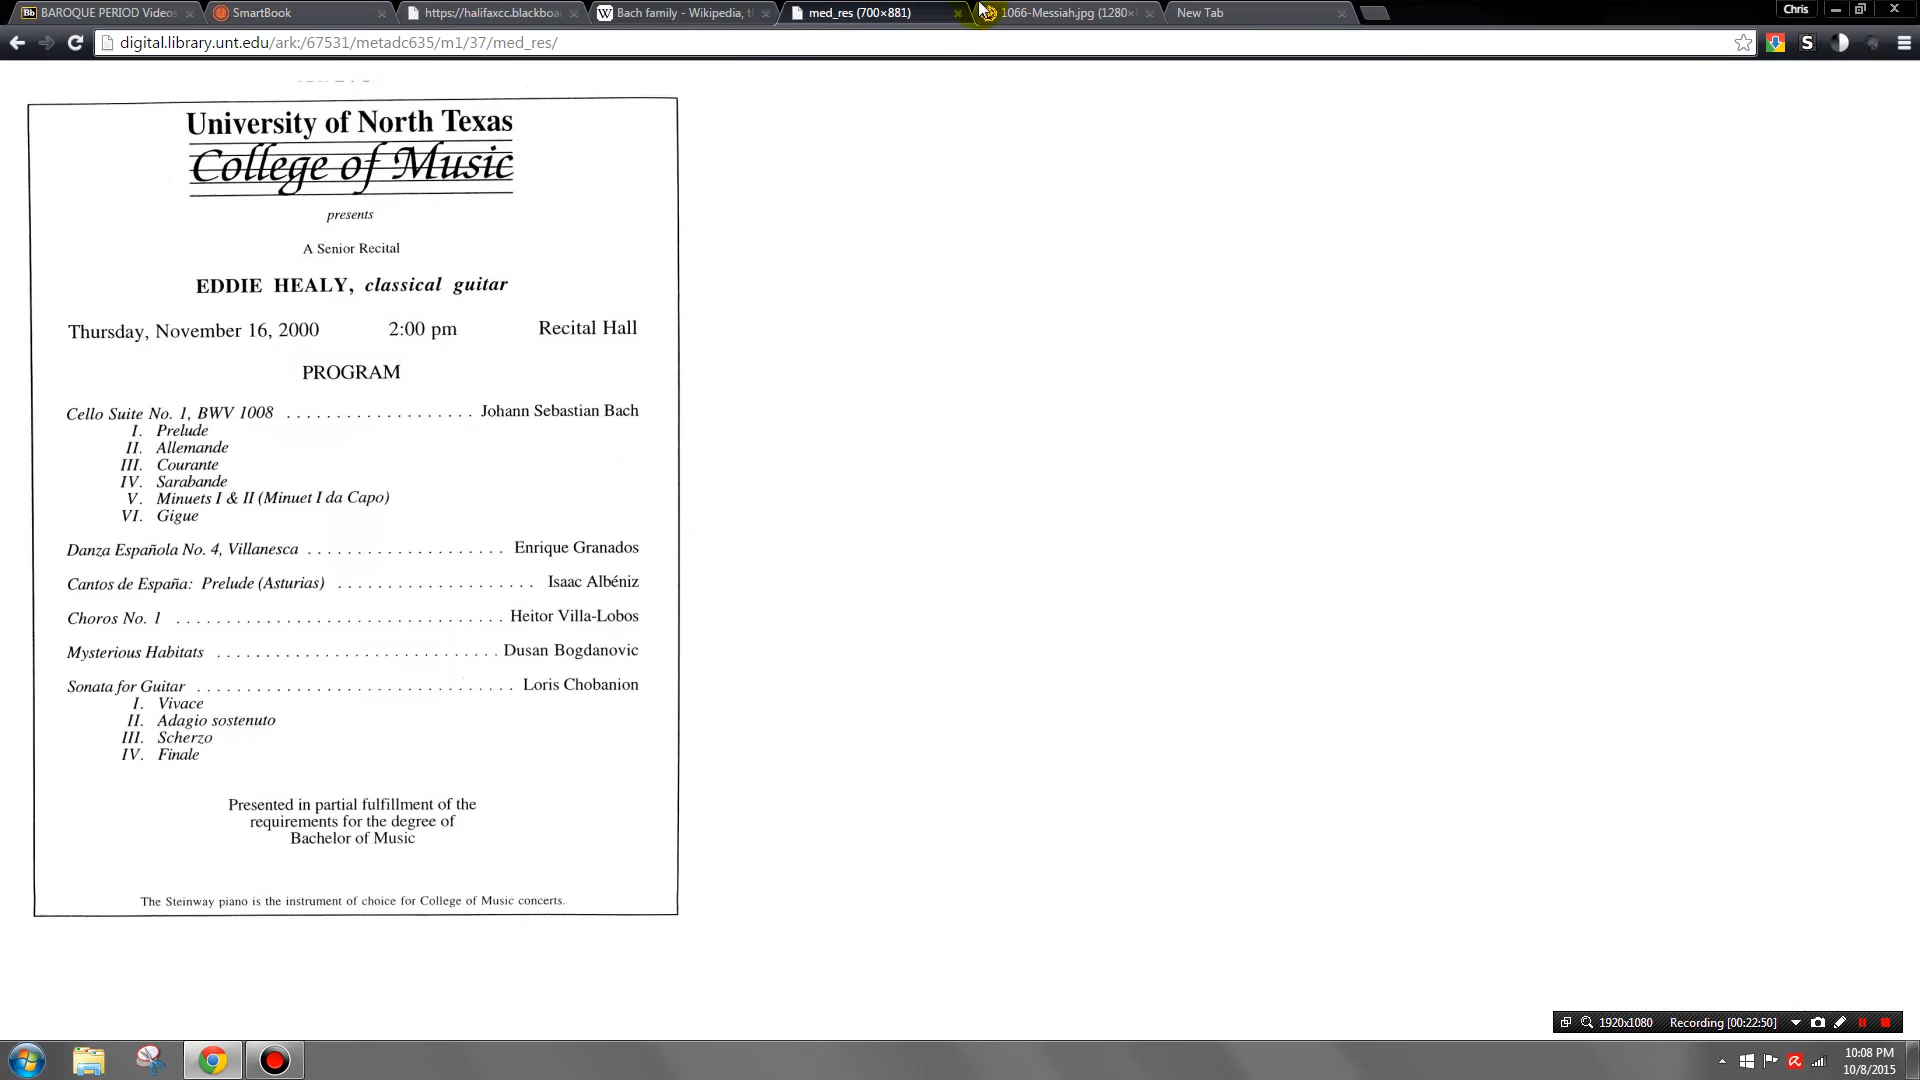 BAROQUE PERIOD Videos
SmartBook
https://halifaxcc.blackboa
Bach family - Wikipedia, t
med_res (700×881)
1066-Messiah.jpg (1280×
New Tab
Chris
digital.library.unt.edu/ark:/67531/metadc635/m1/37/med_res/
University of North Texas
College of Music
presents
A Senior Recital
EDDIE HEALY, classical guitar
Thursday, November 16, 2000 2:00 pm Recital Hall
PROGRAM
Cello Suite No. 1, BWV 1008 . . . . . . . . . . . . . . . . . . . Johann Sebastian Bach
I. Prelude
II. Allemande
III. Courante
IV. Sarabande
V. Minuets I & II (Minuet I da Capo)
VI. Gigue
Danza Española No. 4, Villanesca . . . . . . . . . . . . . . . . . . . . Enrique Granados
Cantos de España: Prelude (Asturias) . . . . . . . . . . . . . . . . . . . . Isaac Albéniz
Choros No. 1 . . . . . . . . . . . . . . . . . . . . . . . . . . . . . . . . . Heitor Villa-Lobos
Mysterious Habitats . . . . . . . . . . . . . . . . . . . . . . . . . . . . . Dusan Bogdanovic
Sonata for Guitar . . . . . . . . . . . . . . . . . . . . . . . . . . . . . . . . Loris Chobanion
I. Vivace
II. Adagio sostenuto
III. Scherzo
IV. Finale
Presented in partial fulfillment of the
requirements for the degree of
Bachelor of Music
The Steinway piano is the instrument of choice for College of Music concerts.
1920x1080 Recording [00:22:50]
10:08 PM
10/8/2015